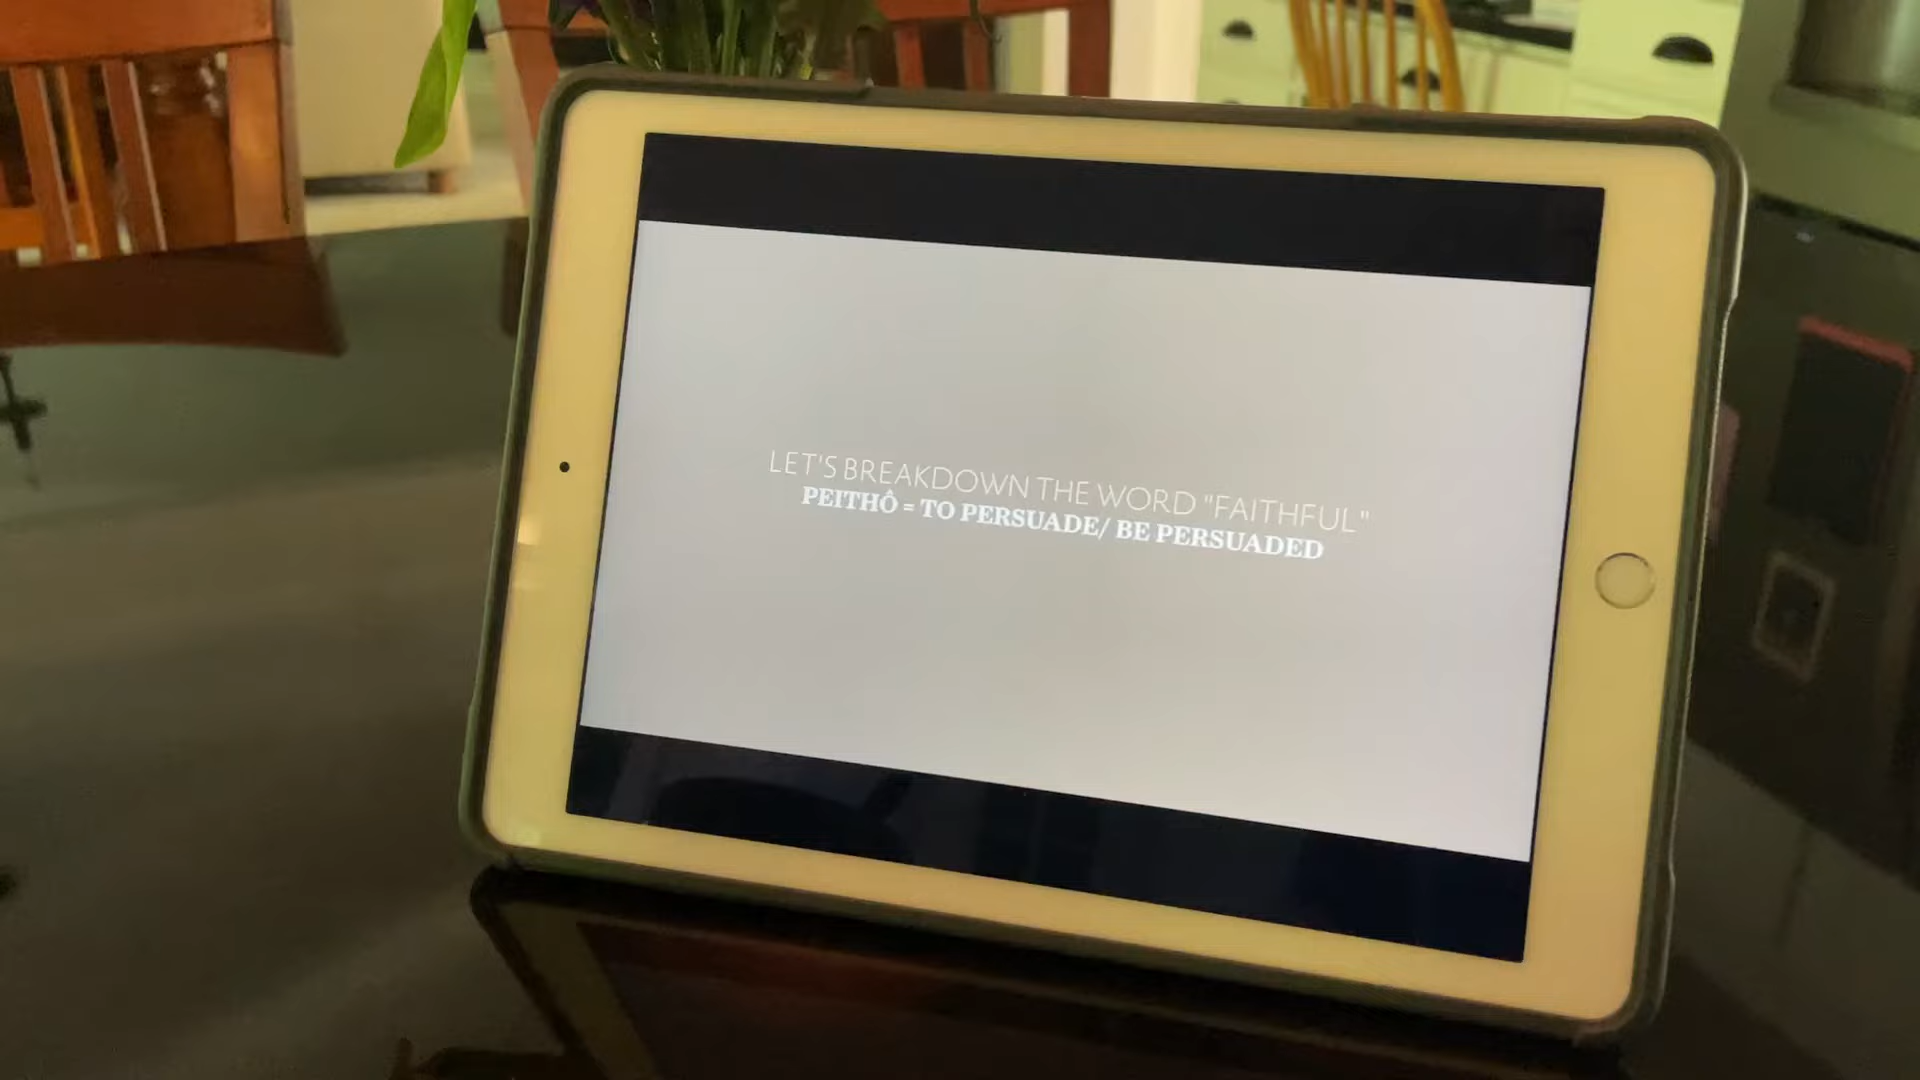 LET'S BREAKDOWN THE WORD "FAITHFUL"
PEITHÔ = TO PERSUADE/ BE PERSUADED